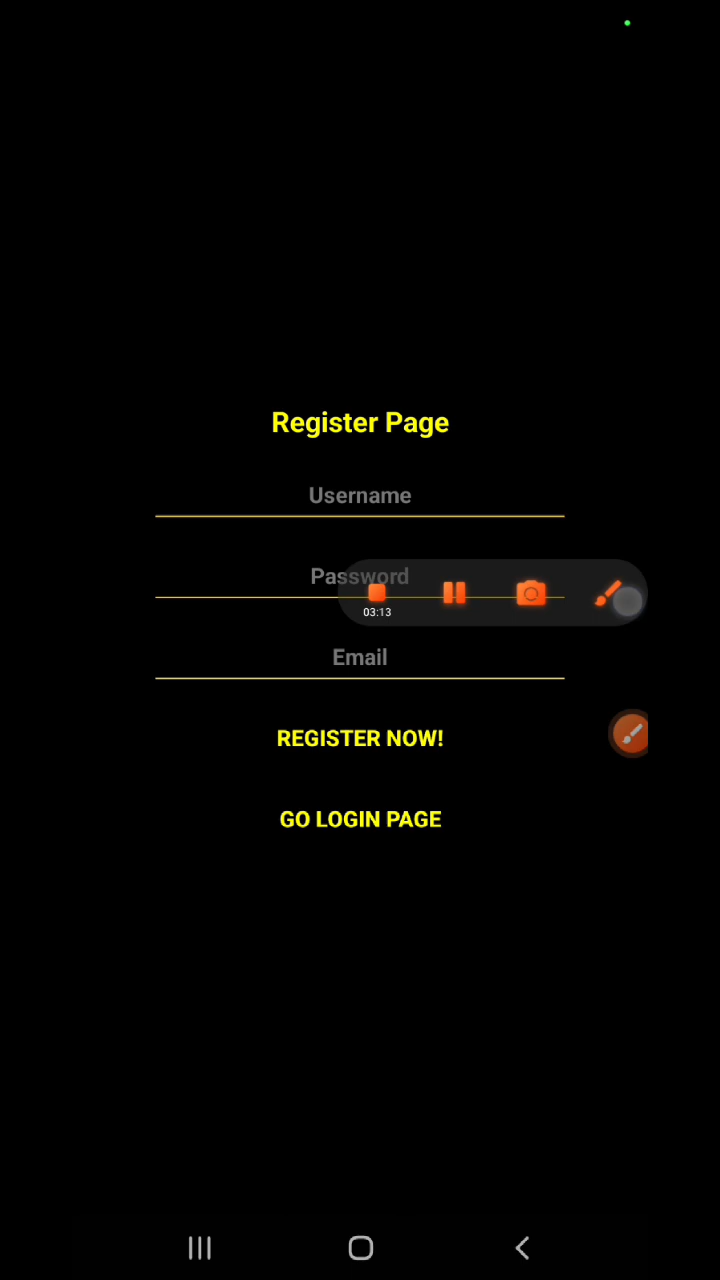 Register Page
Username
Password
03:13
Email
REGISTER NOW!
GO LOGIN PAGE